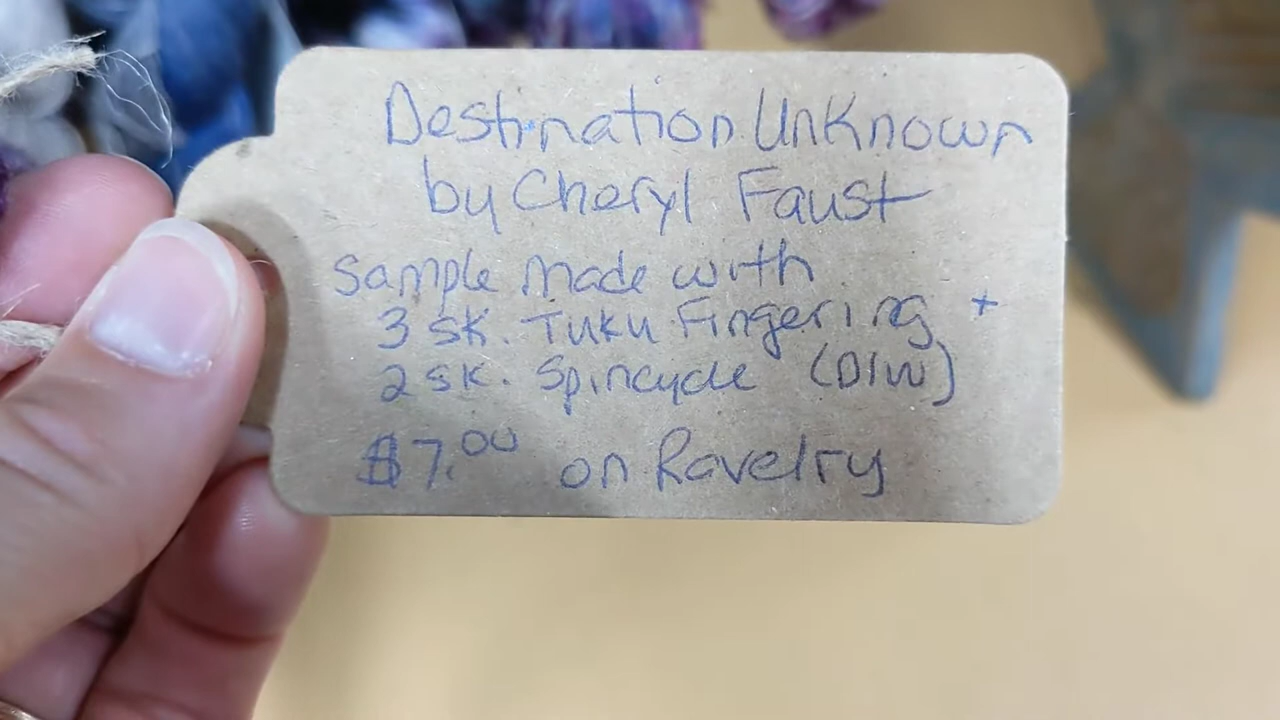 Destination Unknown
by Cheryl Faust
Sample made with
3 sk. Tuku Fingering +
2 sk. Spincycle (DIW)
$7.00 on Ravelry